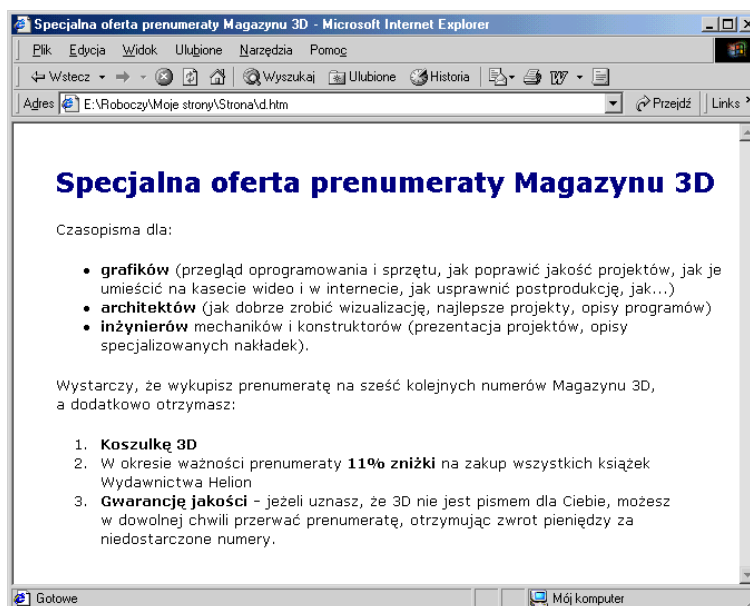 Specjalna oferta prenumeraty Magazynu 3D - Microsoft Internet Explorer
Plik Edycja Widok Ulubione Narzędzia Pomoc
Wstecz Wyszukaj Ulubione Historia
Adres E:\Roboczy\Moje strony\Strona\d.htm Przejdź Links
Specjalna oferta prenumeraty Magazynu 3D
Czasopisma dla:
• grafików (przegląd oprogramowania i sprzętu, jak poprawić jakość projektów, jak je
umieścić na kasecie wideo i w internecie, jak usprawnić postprodukcję, jak...)
• architektów (jak dobrze zrobić wizualizację, najlepsze projekty, opisy programów)
• inżynierów mechaników i konstruktorów (prezentacja projektów, opisy
specjalizowanych nakładek).
Wystarczy, że wykupisz prenumeratę na sześć kolejnych numerów Magazynu 3D,
a dodatkowo otrzymasz:
1. Koszulkę 3D
2. W okresie ważności prenumeraty 11% zniżki na zakup wszystkich książek
Wydawnictwa Helion
3. Gwarancję jakości – jeżeli uznasz, że 3D nie jest pismem dla Ciebie, możesz
w dowolnej chwili przerwać prenumeratę, otrzymując zwrot pieniędzy za
niedostarczone numery.
Gotowe Mój komputer